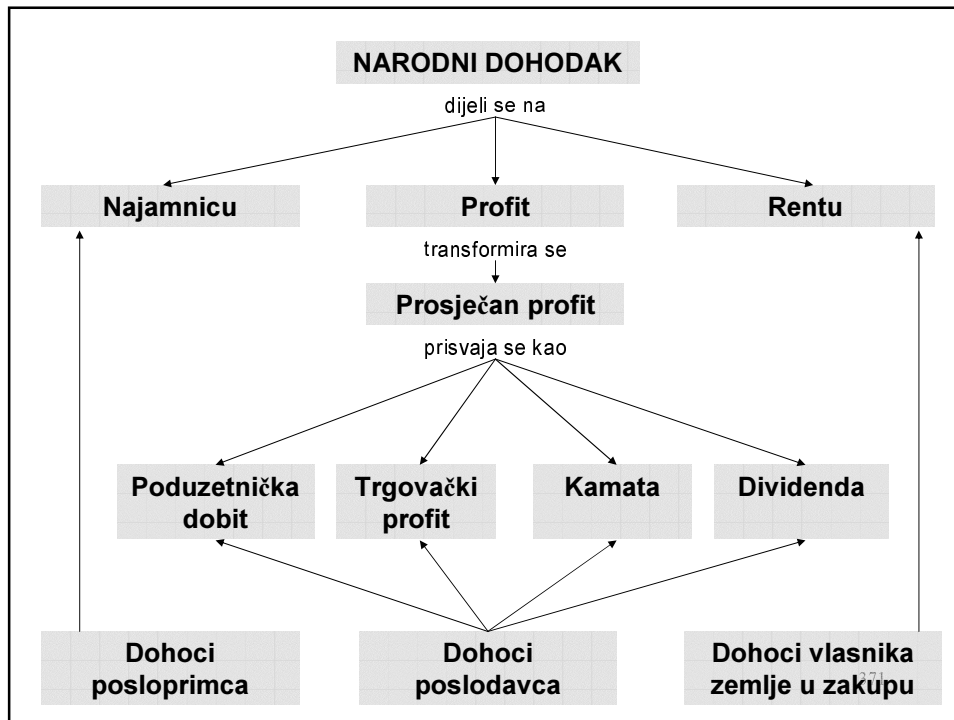 NARODNI DOHODAK
dijeli se na
Najamnicu
Profit
Rentu
transformira se
Prosječan profit
prisvaja se kao
Poduzetnička
dobit
Trgovački
profit
Kamata
Dividenda
Dohoci
posloprimca
Dohoci
poslodavca
Dohoci vlasnika
zemlje u zakupu
371